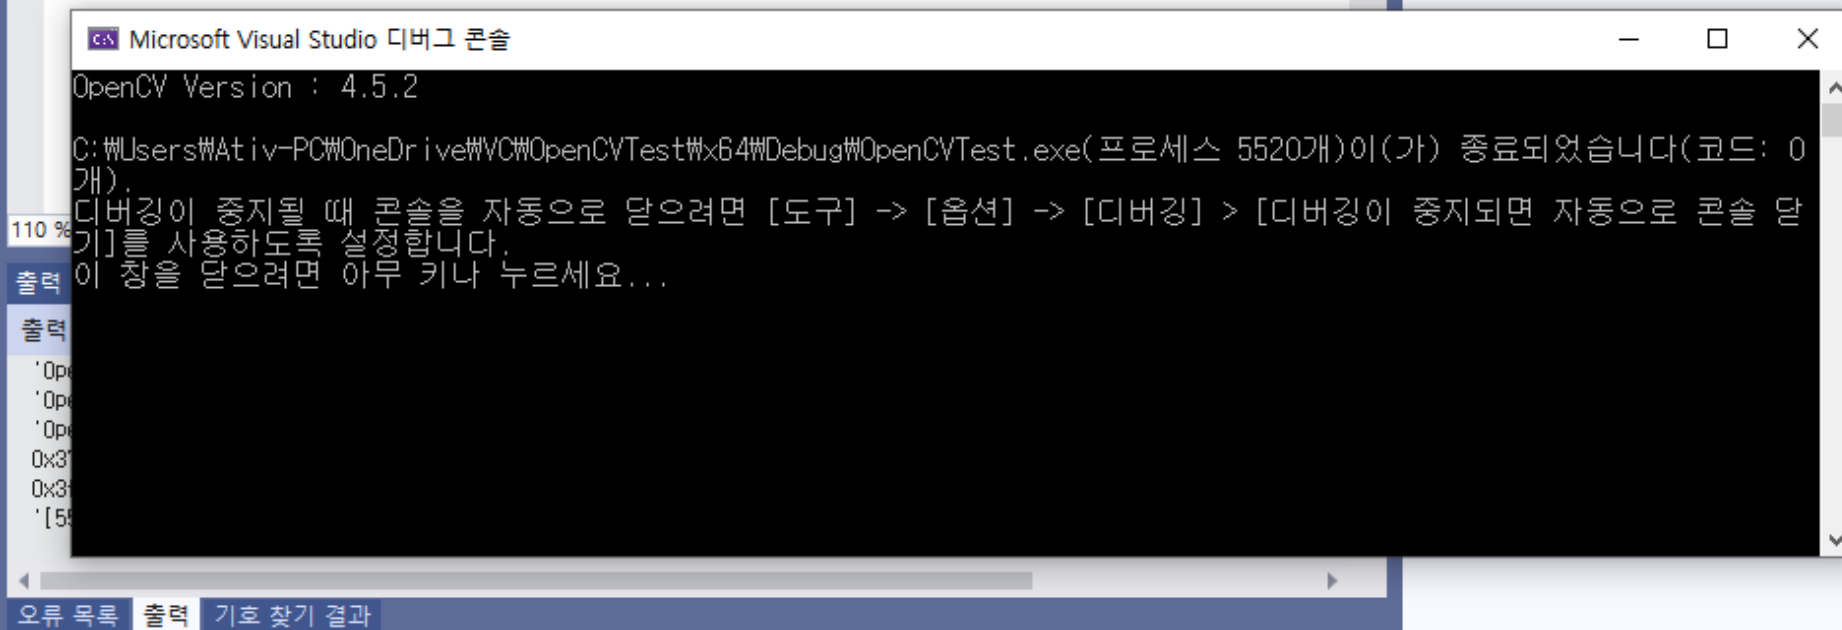 Microsoft Visual Studio 디버그 콘솔
OpenCV Version : 4.5.2
C:₩Users₩Ativ-PC₩OneDrive₩VC₩OpenCVTest₩x64₩Debug₩OpenCVTest.exe(프로세스 5520개)이(가) 종료되었습니다(코드: 0
개).
디버깅이 중지될 때 콘솔을 자동으로 닫으려면 [도구] -> [옵션] -> [디버깅] > [디버깅이 중지되면 자동으로 콘솔 닫
기]를 사용하도록 설정합니다.
이 창을 닫으려면 아무 키나 누르세요...
110 %
출력
출력
'Ope
'Ope
'Ope
0x3
0x3
'[55
오류 목록 출력 기호 찾기 결과